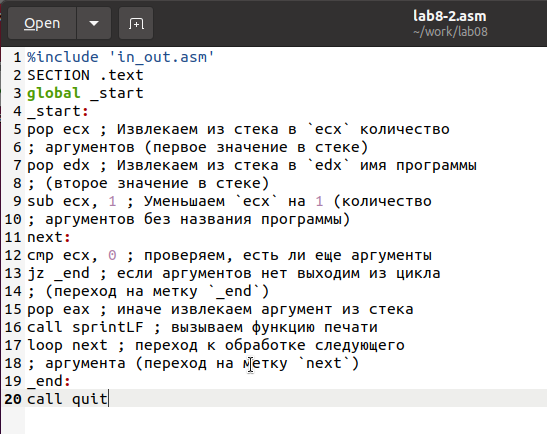 Open
lab8-2.asm
~/work/lab08
1 %include 'in_out.asm'
2 SECTION .text
3 global _start
4 _start:
5 pop ecx ; Извлекаем из стека в `ecx` количество
6 ; аргументов (первое значение в стеке)
7 pop edx ; Извлекаем из стека в `edx` имя программы
8 ; (второе значение в стеке)
9 sub ecx, 1 ; Уменьшаем `ecx` на 1 (количество
10 ; аргументов без названия программы)
11 next:
12 cmp ecx, 0 ; проверяем, есть ли еще аргументы
13 jz _end ; если аргументов нет выходим из цикла
14 ; (переход на метку `_end`)
15 pop eax ; иначе извлекаем аргумент из стека
16 call sprintLF ; вызываем функцию печати
17 loop next ; переход к обработке следующего
18 ; аргумента (переход на метку `next`)
19 _end:
20 call quit